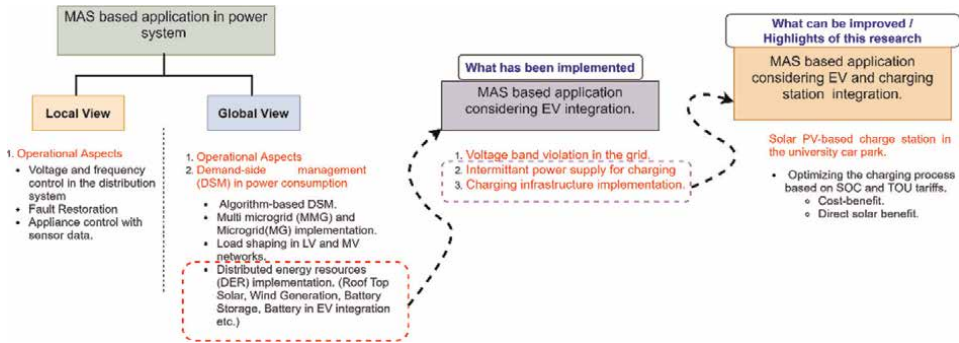 MAS based application in power
system
Local View
1. Operational Aspects
• Voltage and frequency
control in the distribution
system
• Fault Restoration
• Appliance control with
sensor data.
Global View
1. Operational Aspects
2. Demand-side management
(DSM) in power consumption
• Algorithm-based DSM.
• Multi microgrid (MMG) and
Microgrid(MG) implementation.
• Load shaping in LV and MV
networks.
• Distributed energy resources
(DER) implementation. (Roof Top
Solar, Wind Generation, Battery
Storage, Battery in EV integration
etc.)
What has been implemented
MAS based application
considering EV integration.
1. Voltage band violation in the grid.
2. Intermittant power supply for charging
3. Charging infrastructure implementation.
What can be improved /
Highlights of this research
MAS based application
considering EV and charging
station integration.
Solar PV-based charge station in
the university car park.
• Optimizing the charging process
based on SOC and TOU tariffs.
○ Cost-benefit.
○ Direct solar benefit.